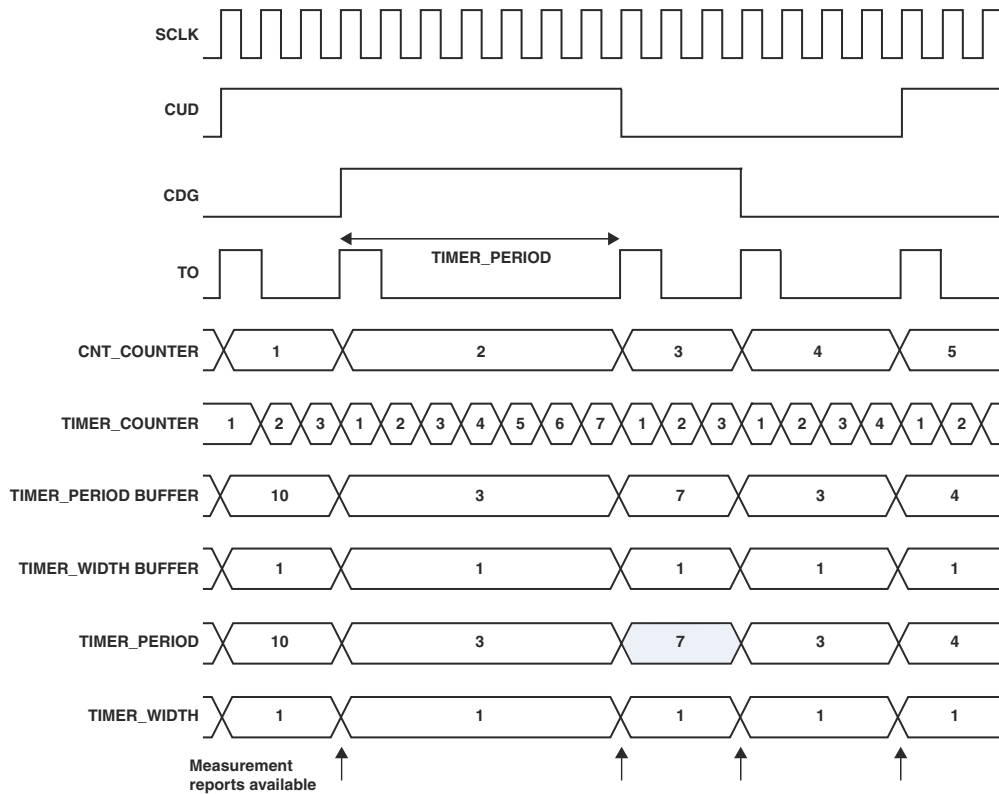 SCLK
CUD
CDG
TIMER_PERIOD
TO
CNT_COUNTER 1 2 3 4 5
TIMER_COUNTER 1 2 3 1 2 3 4 5 6 7 1 2 3 1 2 3 4 1 2
TIMER_PERIOD BUFFER 10 3 7 3 4
TIMER_WIDTH BUFFER 1 1 1 1 1
TIMER_PERIOD 10 3 7 3 4
TIMER_WIDTH 1 1 1 1 1
Measurement
reports available